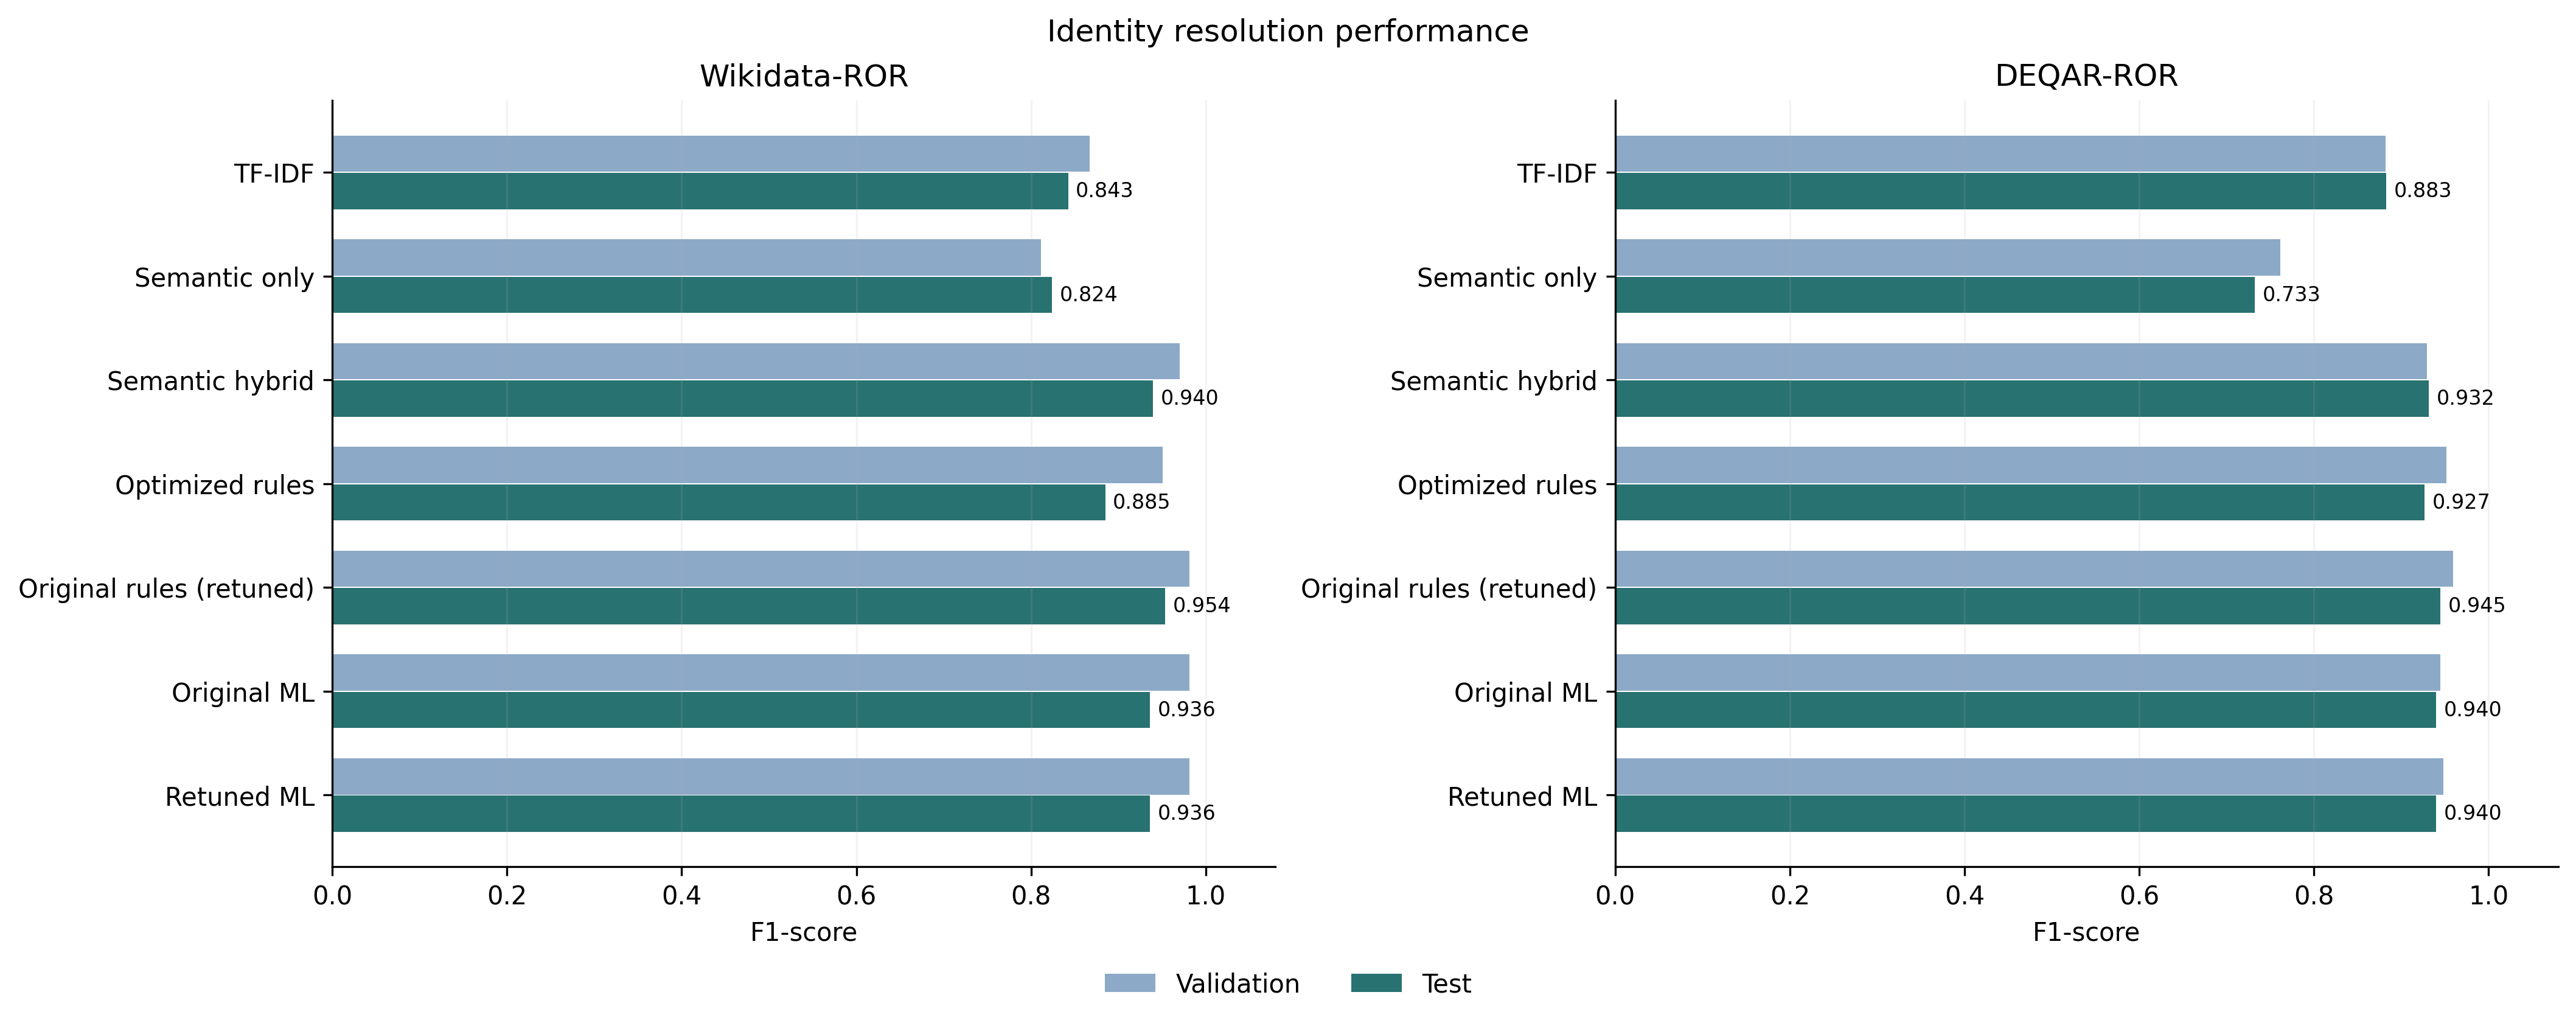 Identity resolution performance
Wikidata-ROR
TF-IDF
0.843
Semantic only
0.824
Semantic hybrid
0.940
Optimized rules
0.885
Original rules (retuned)
0.954
Original ML
0.936
Retuned ML
0.936
0.0 0.2 0.4 0.6 0.8 1.0
F1-score
DEQAR-ROR
TF-IDF
0.883
Semantic only
0.733
Semantic hybrid
0.932
Optimized rules
0.927
Original rules (retuned)
0.945
Original ML
0.940
Retuned ML
0.940
0.0 0.2 0.4 0.6 0.8 1.0
F1-score
Validation Test